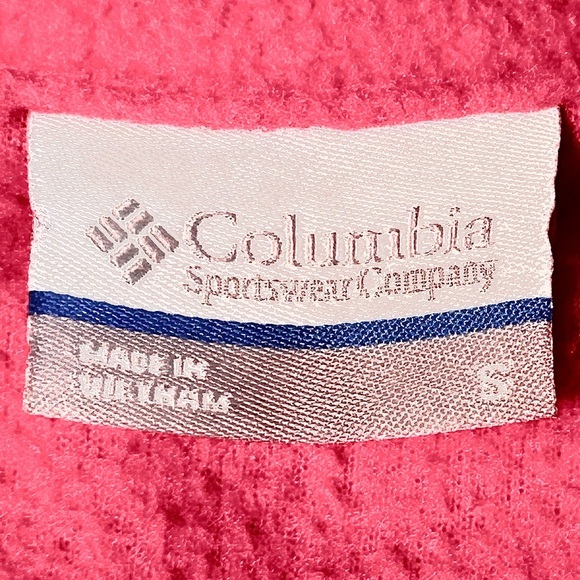 Columbia
Sportswear Company
MADE IN
VIETNAM
S